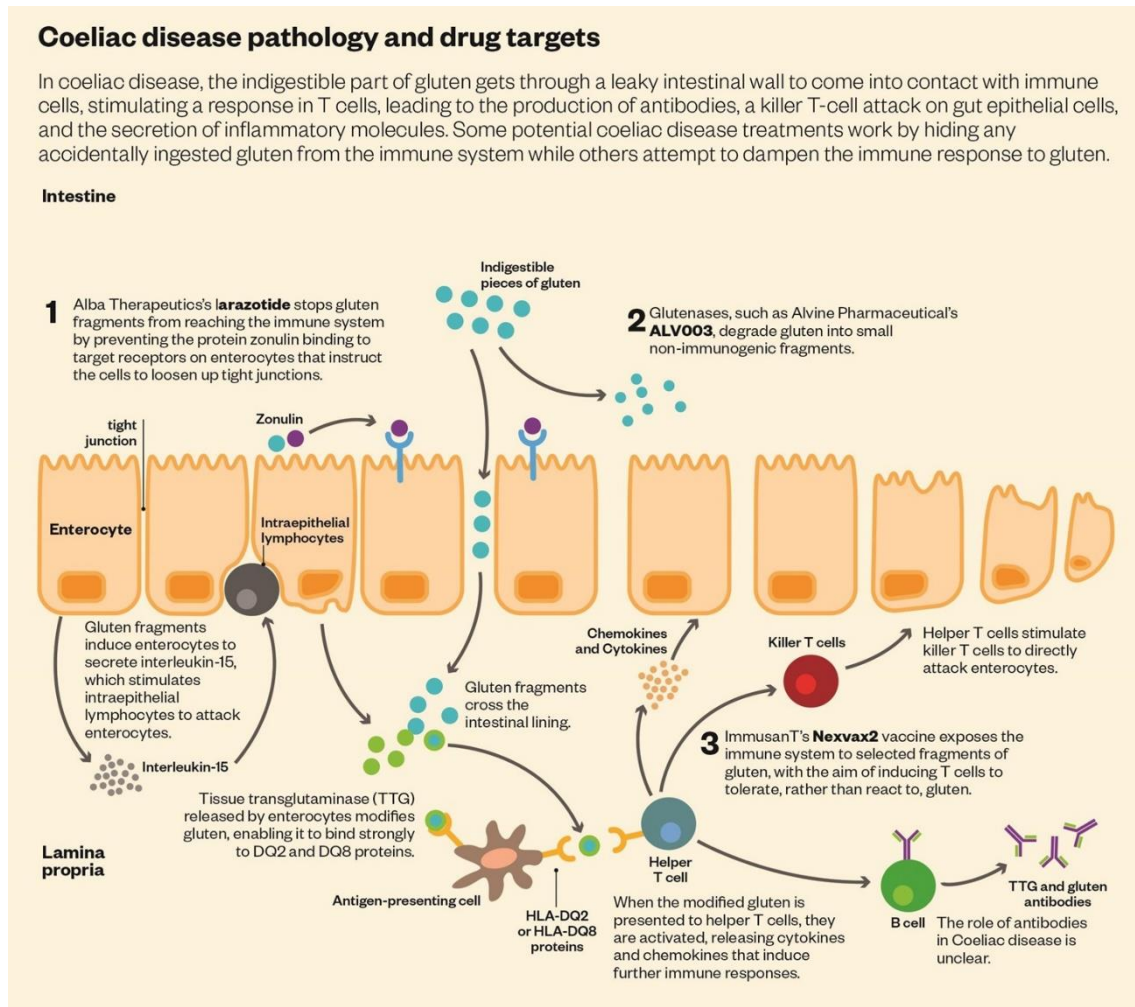 Coeliac disease pathology and drug targets
In coeliac disease, the indigestible part of gluten gets through a leaky intestinal wall to come into contact with immune
cells, stimulating a response in T cells, leading to the production of antibodies, a killer T-cell attack on gut epithelial cells,
and the secretion of inflammatory molecules. Some potential coeliac disease treatments work by hiding any
accidentally ingested gluten from the immune system while others attempt to dampen the immune response to gluten.
Intestine
1
Alba Therapeutics's larazotide stops gluten
fragments from reaching the immune system
by preventing the protein zonulin binding to
target receptors on enterocytes that instruct
the cells to loosen up tight junctions.
Indigestible
pieces of gluten
2
Glutenases, such as Alvine Pharmaceutical's
ALV003, degrade gluten into small
non-immunogenic fragments.
tight
junction
Zonulin
Enterocyte
Intraepithelial
lymphocytes
Gluten fragments
induce enterocytes to
secrete interleukin-15,
which stimulates
intraepithelial
lymphocytes to attack
enterocytes.
Interleukin-15
Gluten fragments
cross the
intestinal lining.
Chemokines
and Cytokines
Killer T cells
Helper T cells stimulate
killer T cells to directly
attack enterocytes.
3
ImmusanT's Nexvax2 vaccine exposes the
immune system to selected fragments of
gluten, with the aim of inducing T cells to
tolerate, rather than react to, gluten.
Tissue transglutaminase (TTG)
released by enterocytes modifies
gluten, enabling it to bind strongly
to DQ2 and DQ8 proteins.
Lamina
propria
Antigen-presenting cell
HLA-DQ2
or HLA-DQ8
proteins
Helper
T cell
When the modified gluten is
presented to helper T cells, they
are activated, releasing cytokines
and chemokines that induce
further immune responses.
B cell
TTG and gluten
antibodies
The role of antibodies
in Coeliac disease is
unclear.